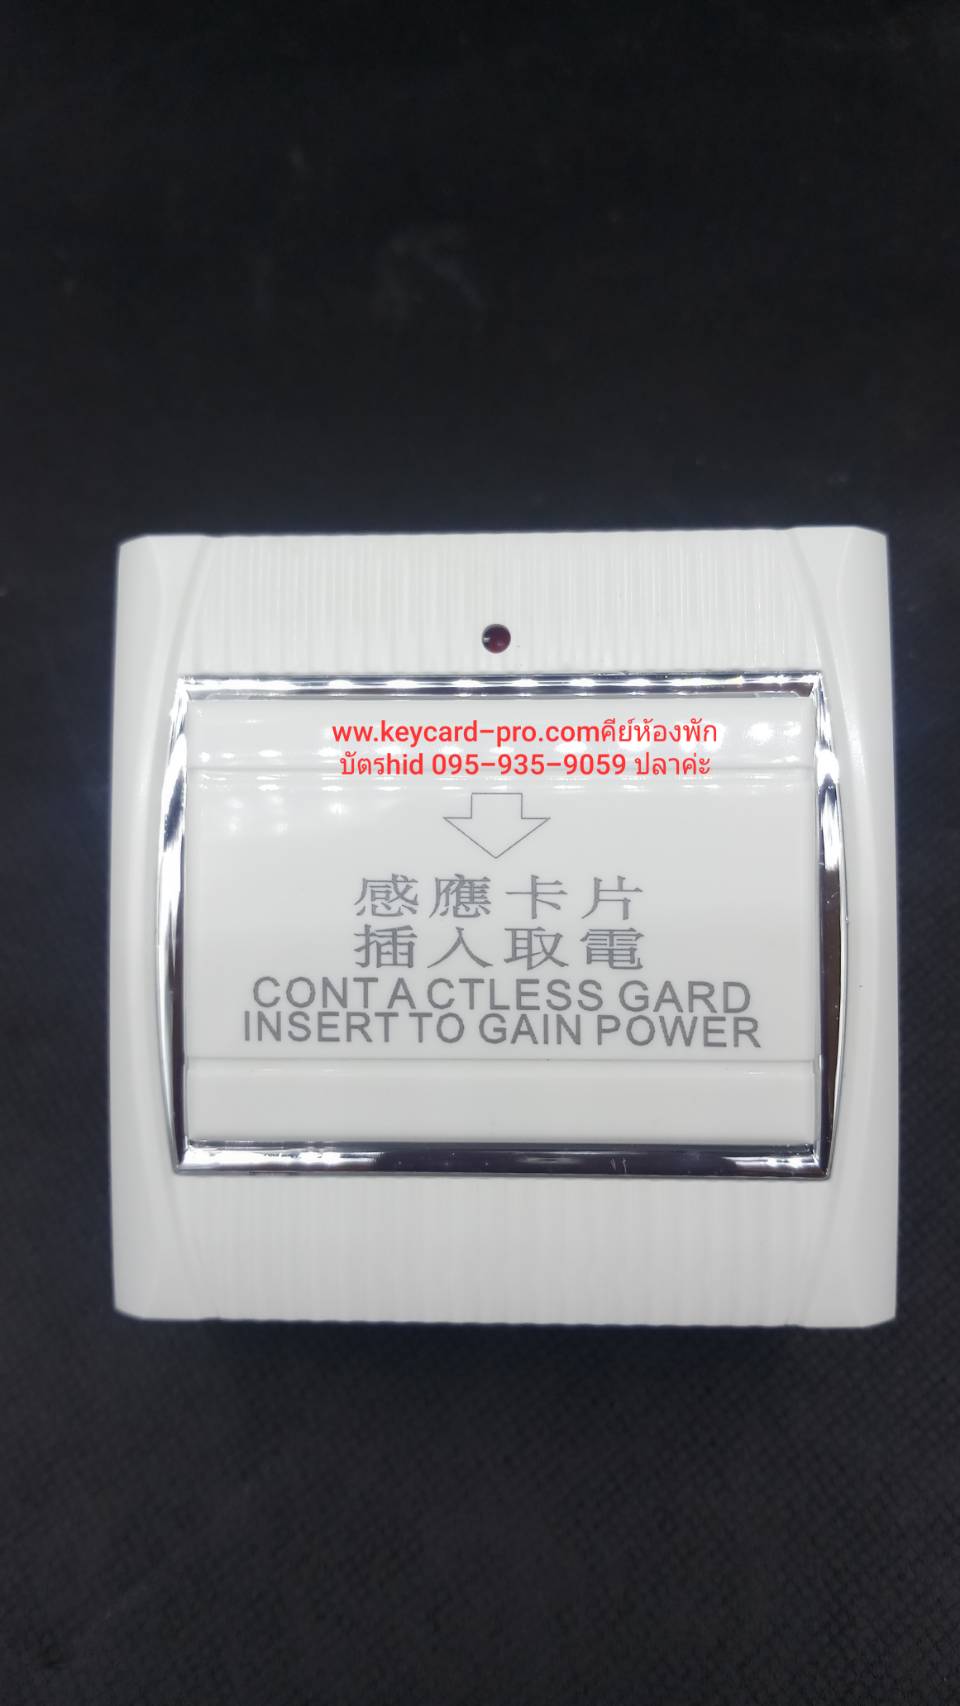 www.keycard-pro.comคีย์ห้องพัก
บัตรhid 095-935-9059 ปลาค่ะ
感應卡片
插入取電
CONTACTLESS GARD
INSERT TO GAIN POWER